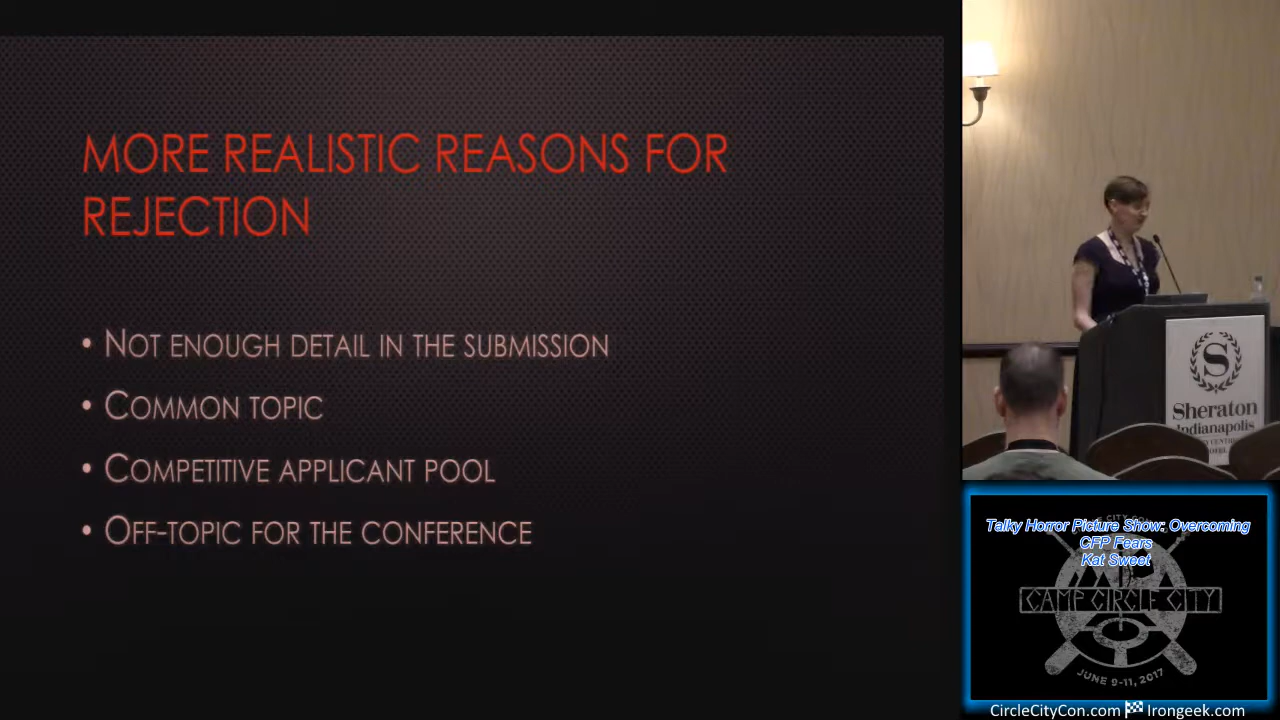 MORE REALISTIC REASONS FOR
REJECTION
• NOT ENOUGH DETAIL IN THE SUBMISSION
• COMMON TOPIC
• COMPETITIVE APPLICANT POOL
• OFF-TOPIC FOR THE CONFERENCE
S
Sheraton
Indianapolis
Talky Horror Picture Show: Overcoming
CFP Fears
Kat Sweet
CAMP CIRCLE CITY
JUNE 9-11, 2017
CircleCityCon.com Irongeek.com